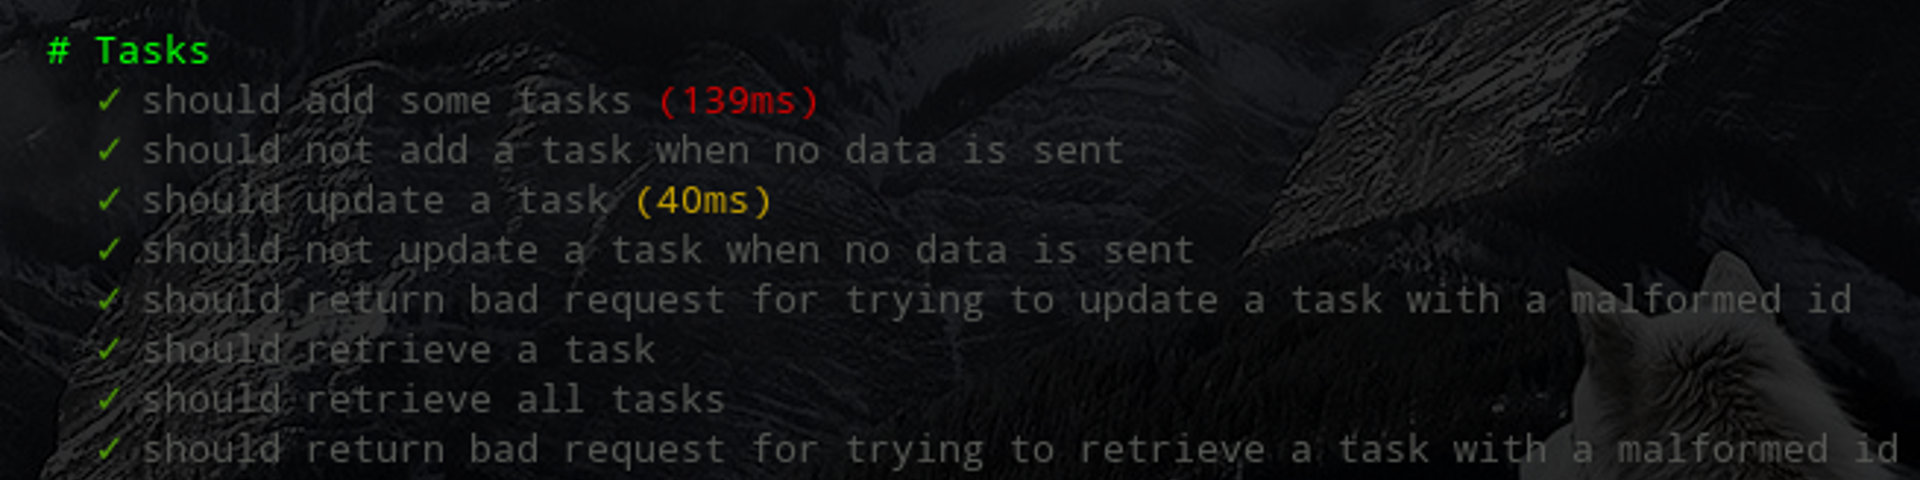 # Tasks
✓ should add some tasks (139ms)
✓ should not add a task when no data is sent
✓ should update a task (40ms)
✓ should not update a task when no data is sent
✓ should return bad request for trying to update a task with a malformed id
✓ should retrieve a task
✓ should retrieve all tasks
✓ should return bad request for trying to retrieve a task with a malformed id